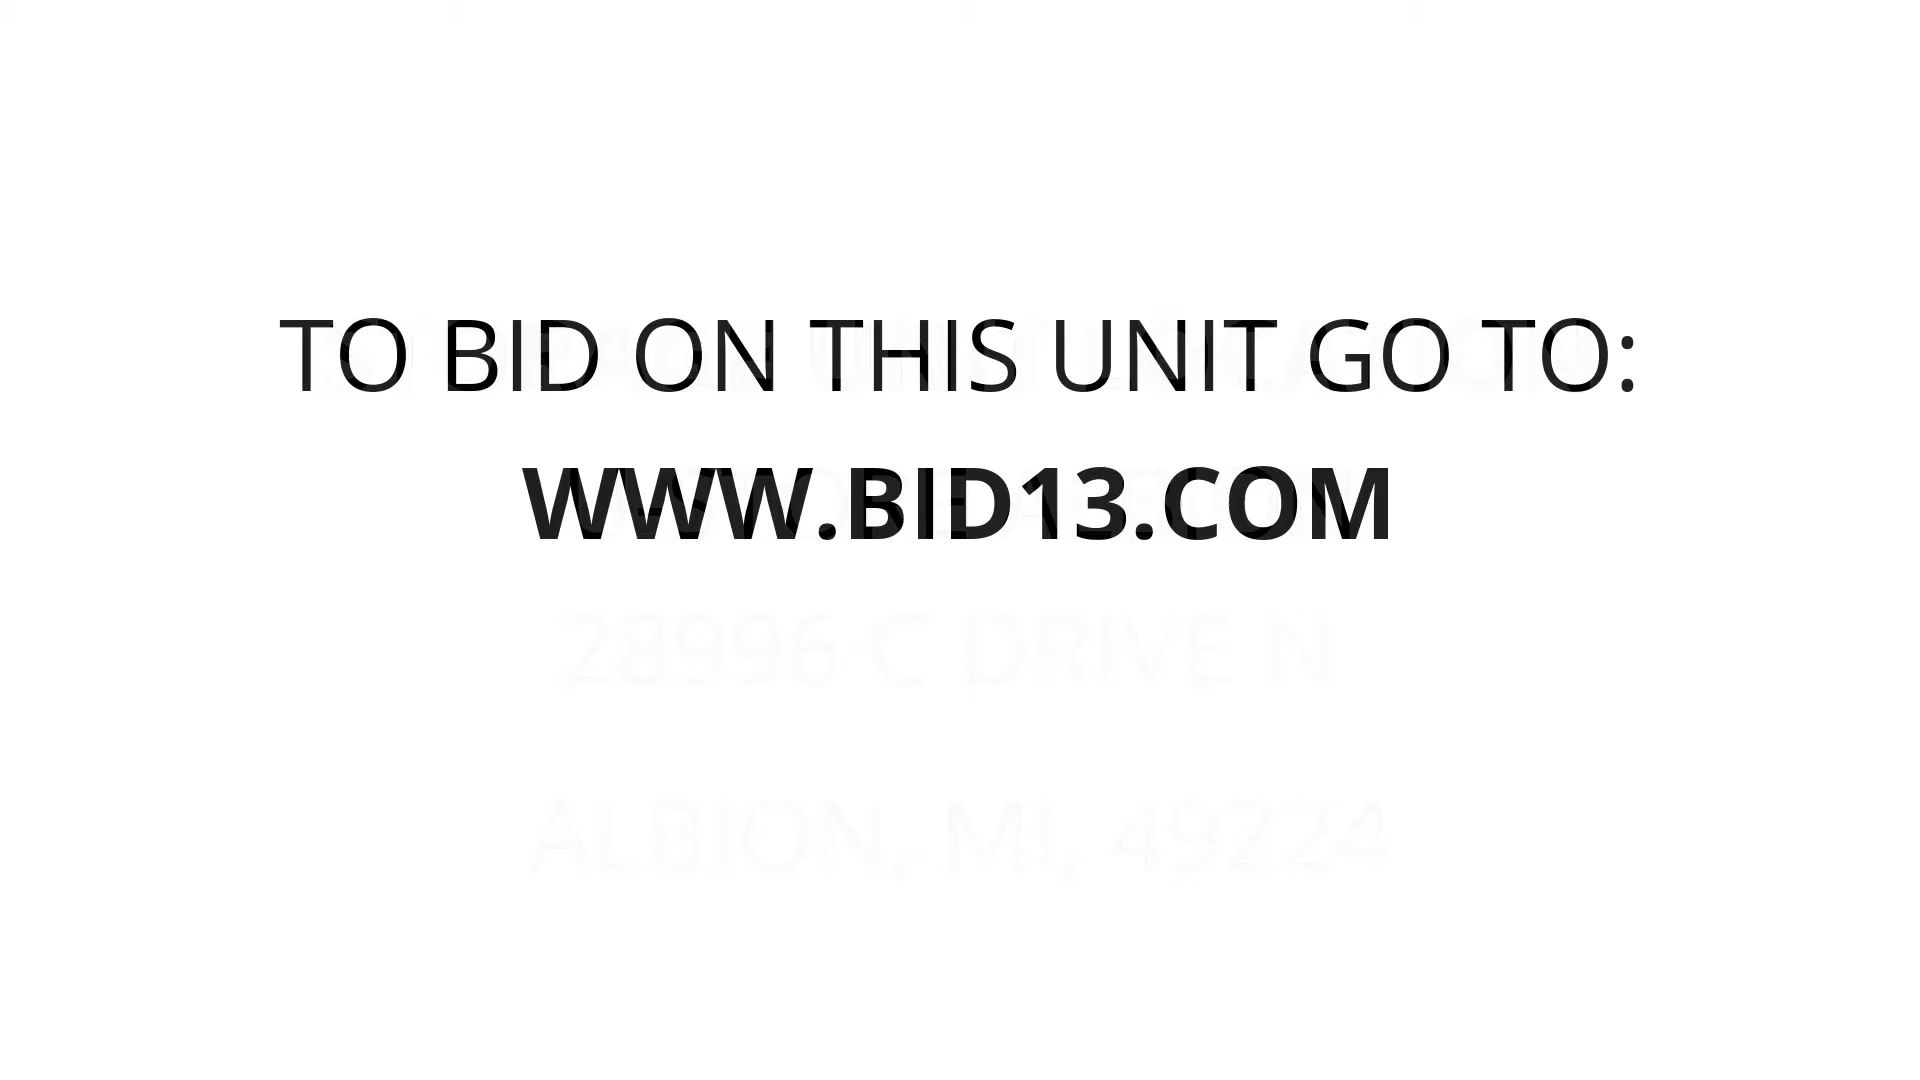 TO BID ON THIS UNIT GO TO:
WWW.BID13.COM
28996 C DRIVE N
ALBION, MI, 49224